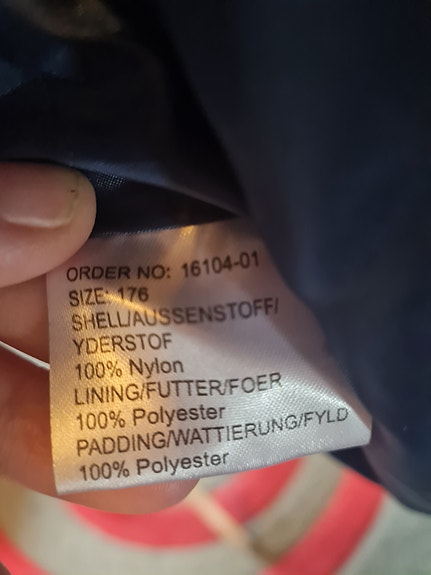 ORDER NO: 16104-01
SIZE: 176
SHELL/AUSSENSTOFF/
YDERSTOF
100% Nylon
LINING/FUTTER/FOER
100% Polyester
PADDING/WATTIERUNG/FYLD
100% Polyester